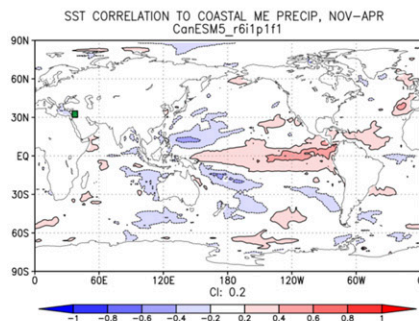 SST CORRELATION TO COASTAL ME PRECIP, NOV-APR
CanESM5_r6i1p1f1
90N
60N
30N
EQ
30S
60S
90S
0 60E 120E 180 120W 60W 0
CI: 0.2
-1 -0.8 -0.6 -0.4 -0.2 0.2 0.4 0.6 0.8 1